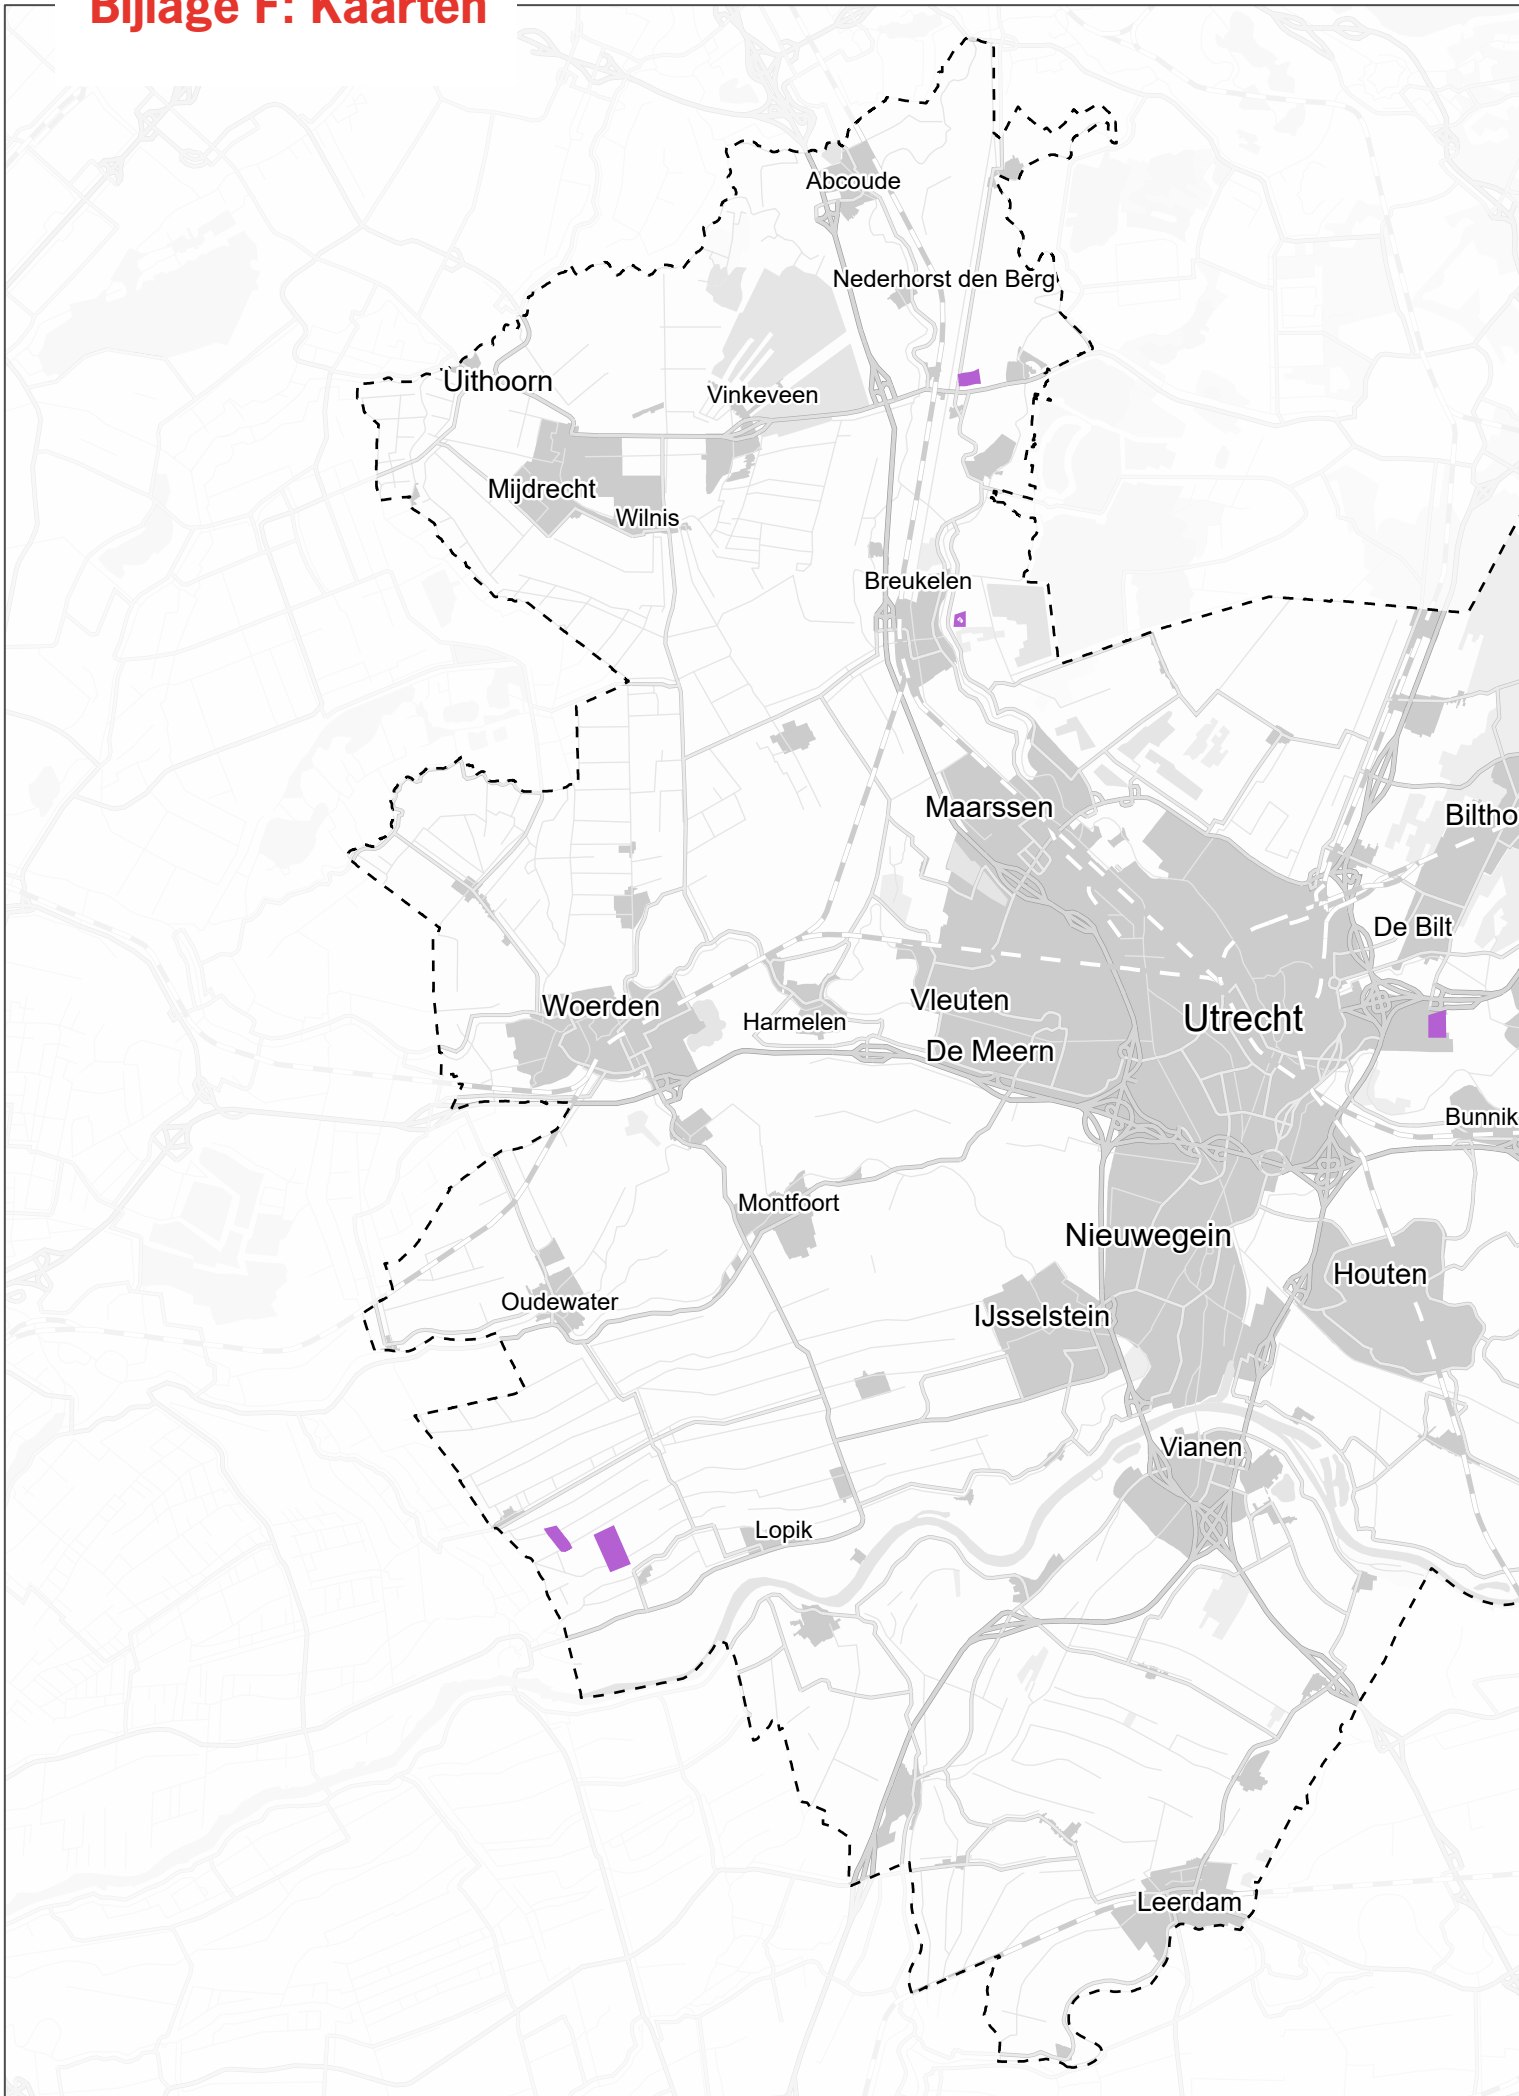 Bijlage F: Kaarten
Abcoude
Nederhorst den Berg
Uithoorn
Vinkeveen
Mijdrecht
Wilnis
Breukelen
Maarssen
Biltho
De Bilt
Woerden
Vleuten
Harmelen
Utrecht
De Meern
Bunnik
Montfoort
Nieuwegein
Houten
Oudewater
IJsselstein
Vianen
Lopik
Leerdam